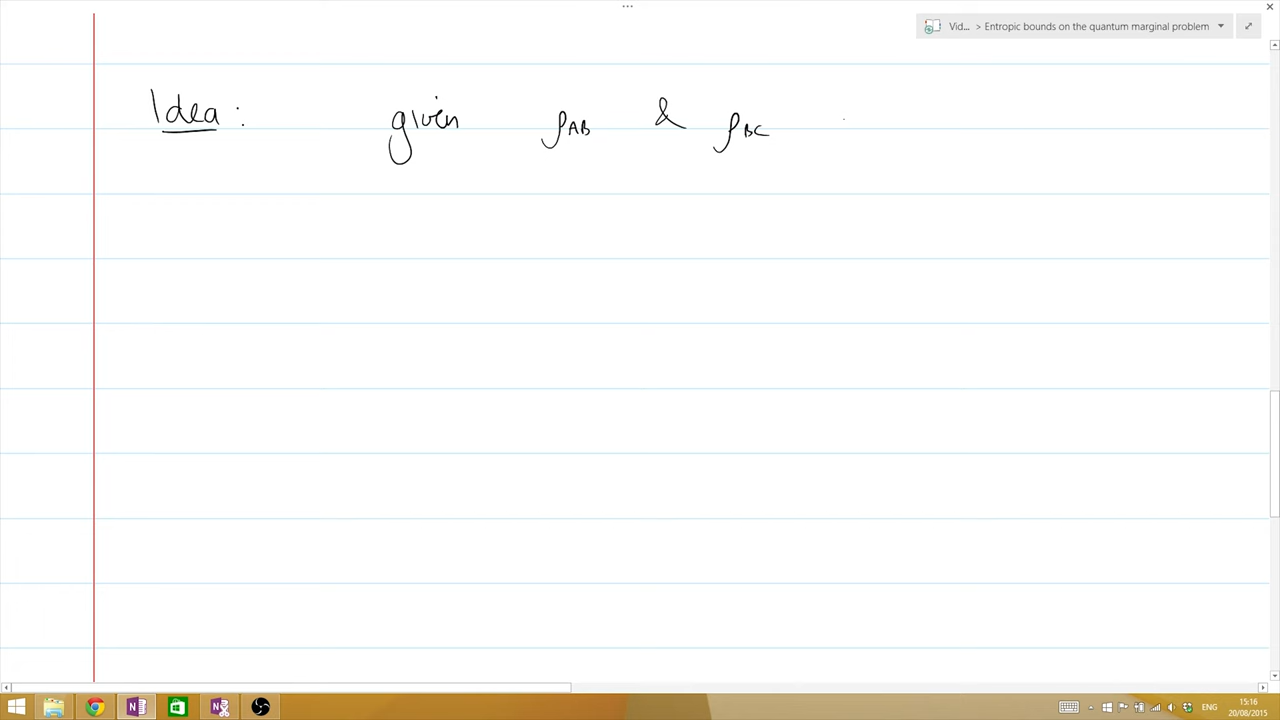 Vid... > Entropic bounds on the quantum marginal problem
Idea: given ρAB & ρBC
ENG
15:16
20/08/2015